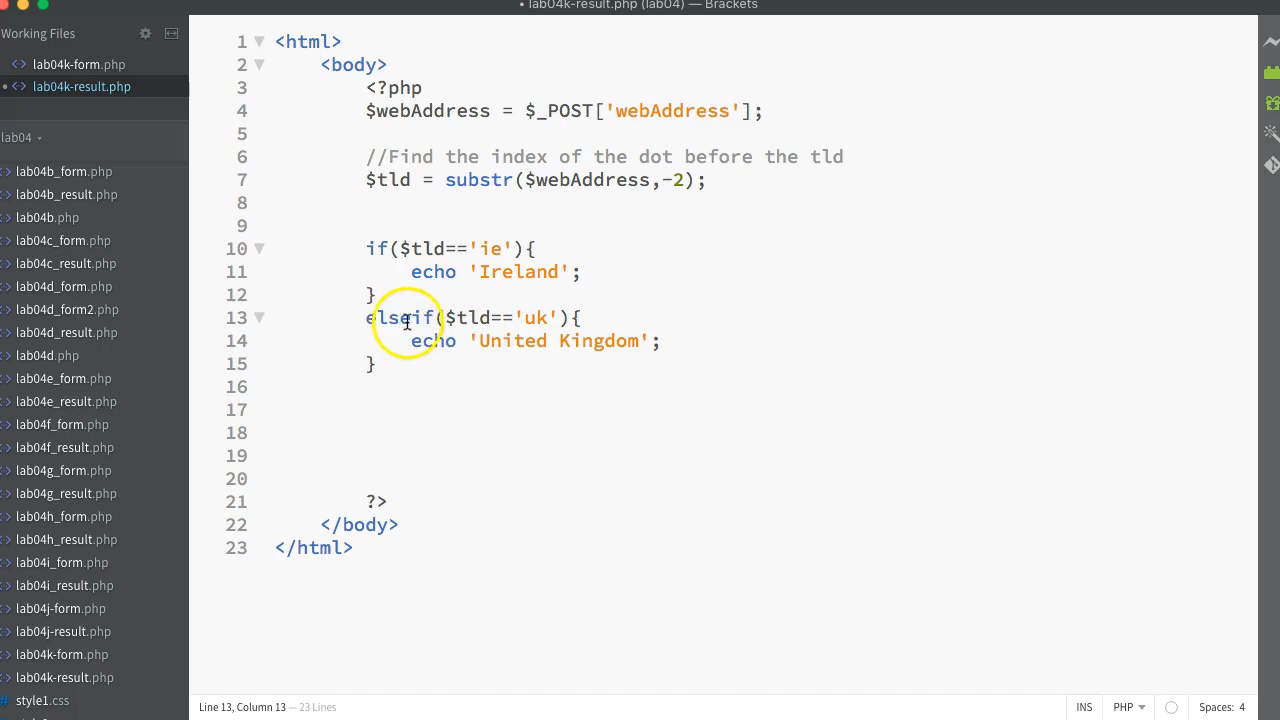 • lab04k-result.php (lab04) — Brackets
Working Files
lab04k-form.php
lab04k-result.php
lab04
lab04b_form.php
lab04b_result.php
lab04b.php
lab04c_form.php
lab04c_result.php
lab04d_form.php
lab04d_form2.php
lab04d_result.php
lab04d.php
lab04e_form.php
lab04e_result.php
lab04f_form.php
lab04f_result.php
lab04g_form.php
lab04g_result.php
lab04h_form.php
lab04h_result.php
lab04i_form.php
lab04i_result.php
lab04j-form.php
lab04j-result.php
lab04k-form.php
lab04k-result.php
style1.css
1 <html>
2 <body>
3 <?php
4 $webAddress = $_POST['webAddress'];
5
6 //Find the index of the dot before the tld
7 $tld = substr($webAddress,-2);
8
9
10 if($tld=='ie'){
11 echo 'Ireland';
12 }
13 elseif($tld=='uk'){
14 echo 'United Kingdom';
15 }
16
17
18
19
20
21 ?>
22 </body>
23 </html>
Line 13, Column 13 — 23 Lines
INS
PHP
Spaces: 4